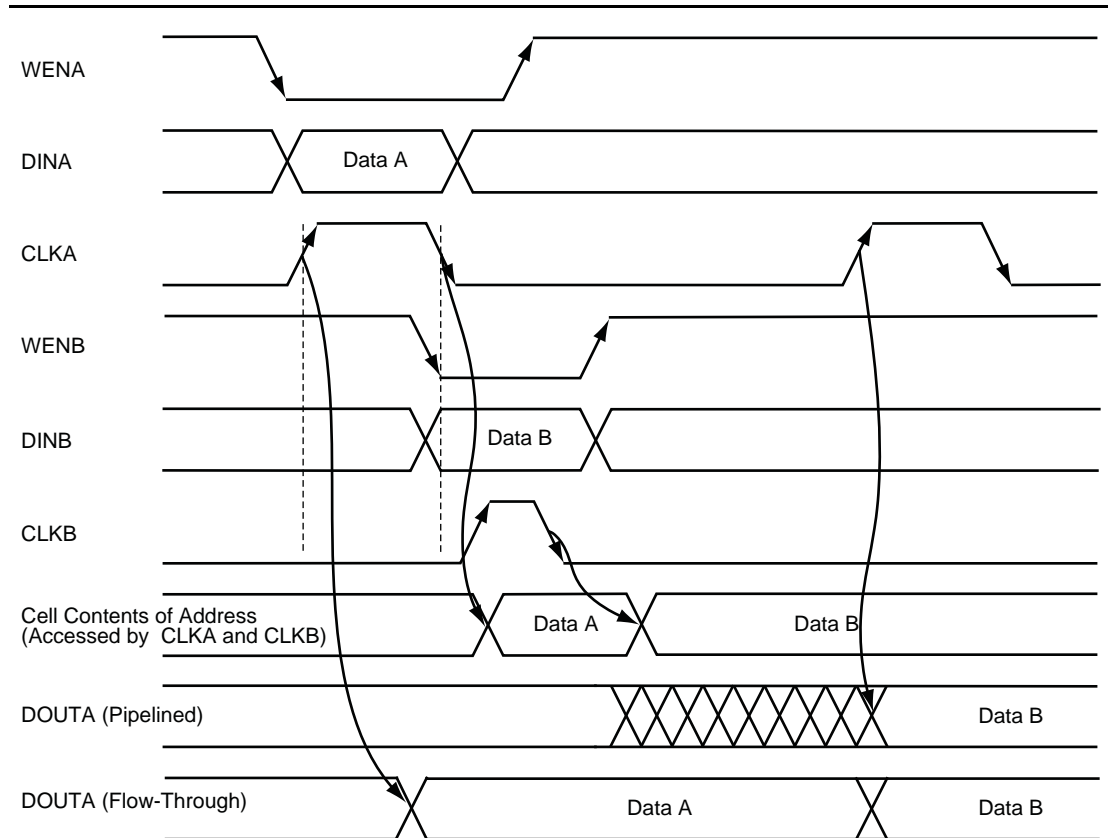 WENA
DINA
Data A
CLKA
WENB
DINB
Data B
CLKB
Cell Contents of Address
(Accessed by CLKA and CLKB)
Data A
Data B
DOUTA (Pipelined)
Data B
DOUTA (Flow-Through)
Data A
Data B